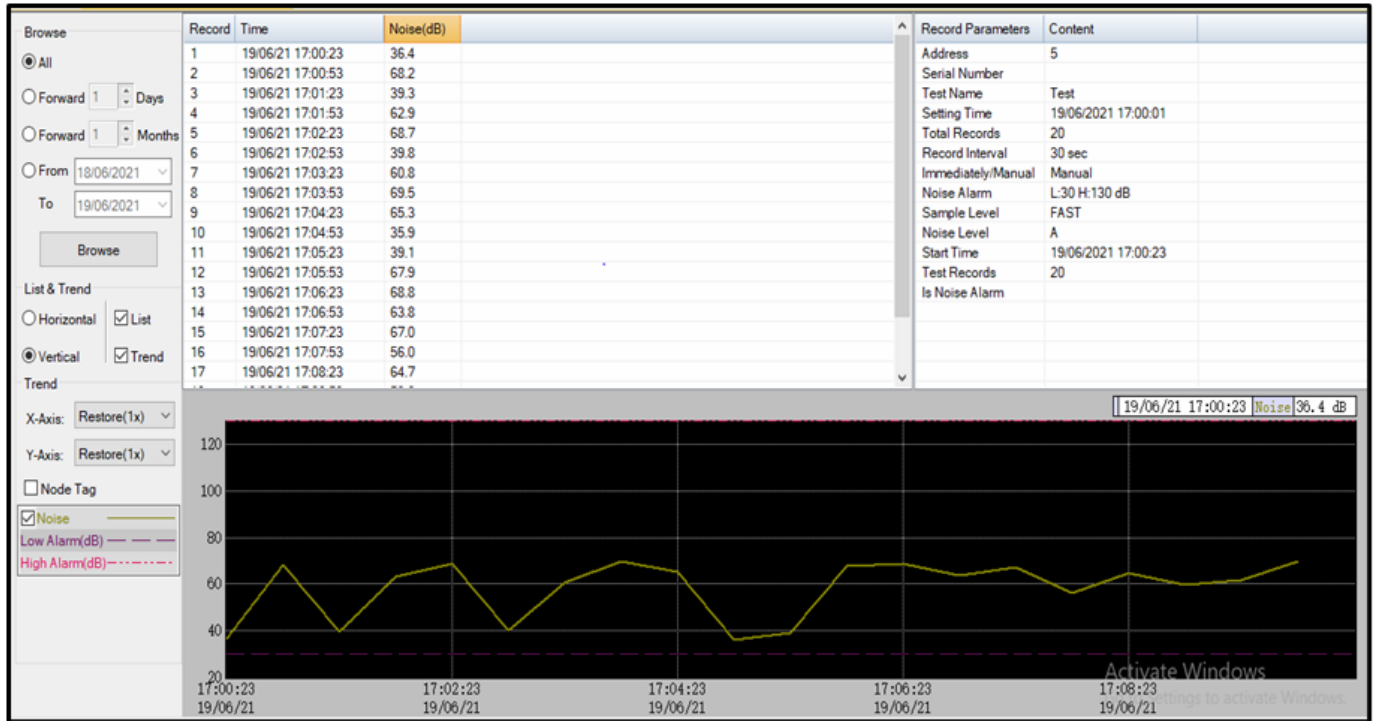 Browse
All
Forward 1 Days
Forward 1 Months
From 18/06/2021
To 19/06/2021
Browse
List & Trend
Horizontal List
Vertical Trend
Trend
X-Axis: Restore(1x)
Y-Axis: Restore(1x)
Node Tag
Noise
Low Alarm(dB)
High Alarm(dB)
Record Time Noise(dB)
1 19/06/21 17:00:23 36.4
2 19/06/21 17:00:53 68.2
3 19/06/21 17:01:23 39.3
4 19/06/21 17:01:53 62.9
5 19/06/21 17:02:23 68.7
6 19/06/21 17:02:53 39.8
7 19/06/21 17:03:23 60.8
8 19/06/21 17:03:53 69.5
9 19/06/21 17:04:23 65.3
10 19/06/21 17:04:53 35.9
11 19/06/21 17:05:23 39.1
12 19/06/21 17:05:53 67.9
13 19/06/21 17:06:23 68.8
14 19/06/21 17:06:53 63.8
15 19/06/21 17:07:23 67.0
16 19/06/21 17:07:53 56.0
17 19/06/21 17:08:23 64.7
Record Parameters Content
Address 5
Serial Number
Test Name Test
Setting Time 19/06/2021 17:00:01
Total Records 20
Record Interval 30 sec
Immediately/Manual Manual
Noise Alarm L:30 H:130 dB
Sample Level FAST
Noise Level A
Start Time 19/06/2021 17:00:23
Test Records 20
Is Noise Alarm
19/06/21 17:00:23 Noise 36.4 dB
120
100
80
60
40
20
17:00:23 17:02:23 17:04:23 17:06:23 17:08:23
19/06/21 19/06/21 19/06/21 19/06/21 19/06/21
Activate Windows
settings to activate Windows.